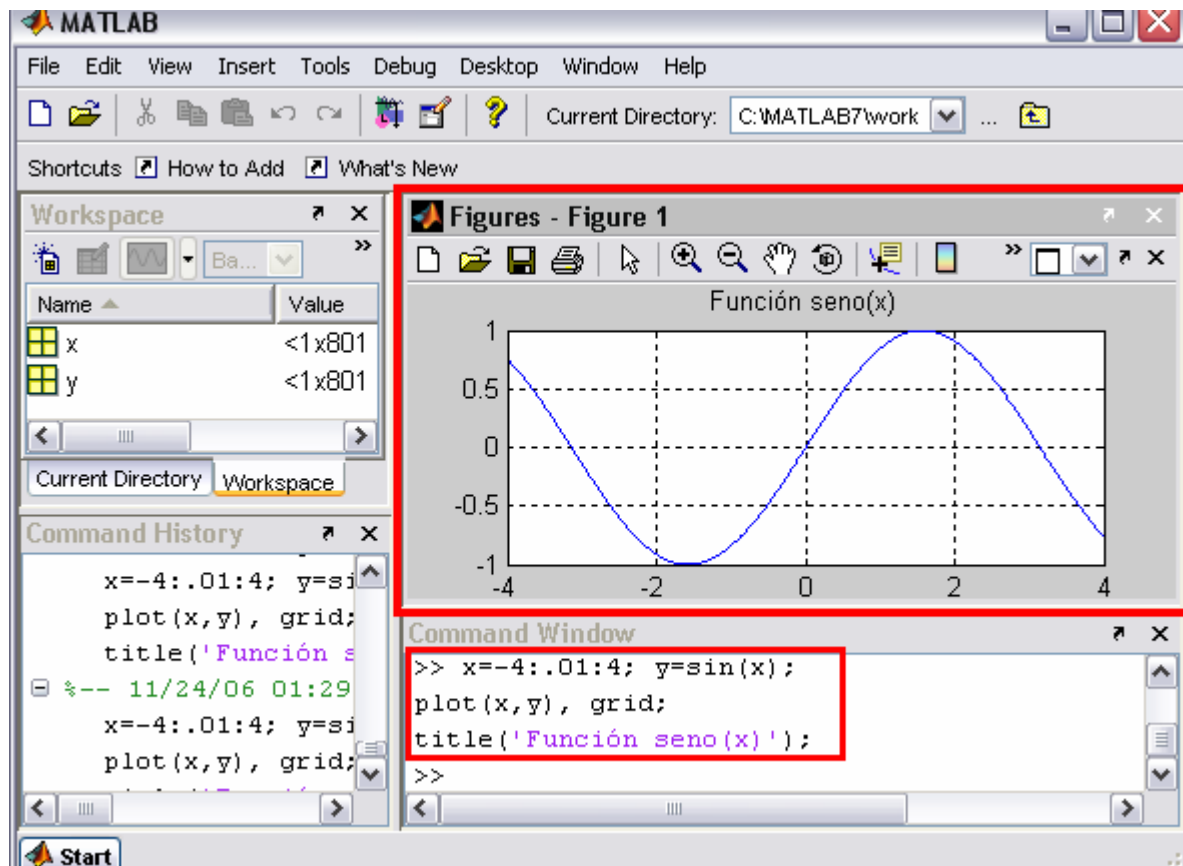 MATLAB
File Edit View Insert Tools Debug Desktop Window Help
Current Directory: C:\MATLAB7\work ...
Shortcuts How to Add What's New
Workspace
Ba... »
Name Value
x <1x801
y <1x801
Current Directory Workspace
Command History
x=-4:.01:4; y=si
plot(x,y), grid;
title('Función s
%-- 11/24/06 01:29
x=-4:.01:4; y=si
plot(x,y), grid;
Figures - Figure 1
»
Función seno(x)
1
0.5
0
-0.5
-1
-4 -2 0 2 4
Command Window
>> x=-4:.01:4; y=sin(x);
plot(x,y), grid;
title('Función seno(x)');
>>
Start